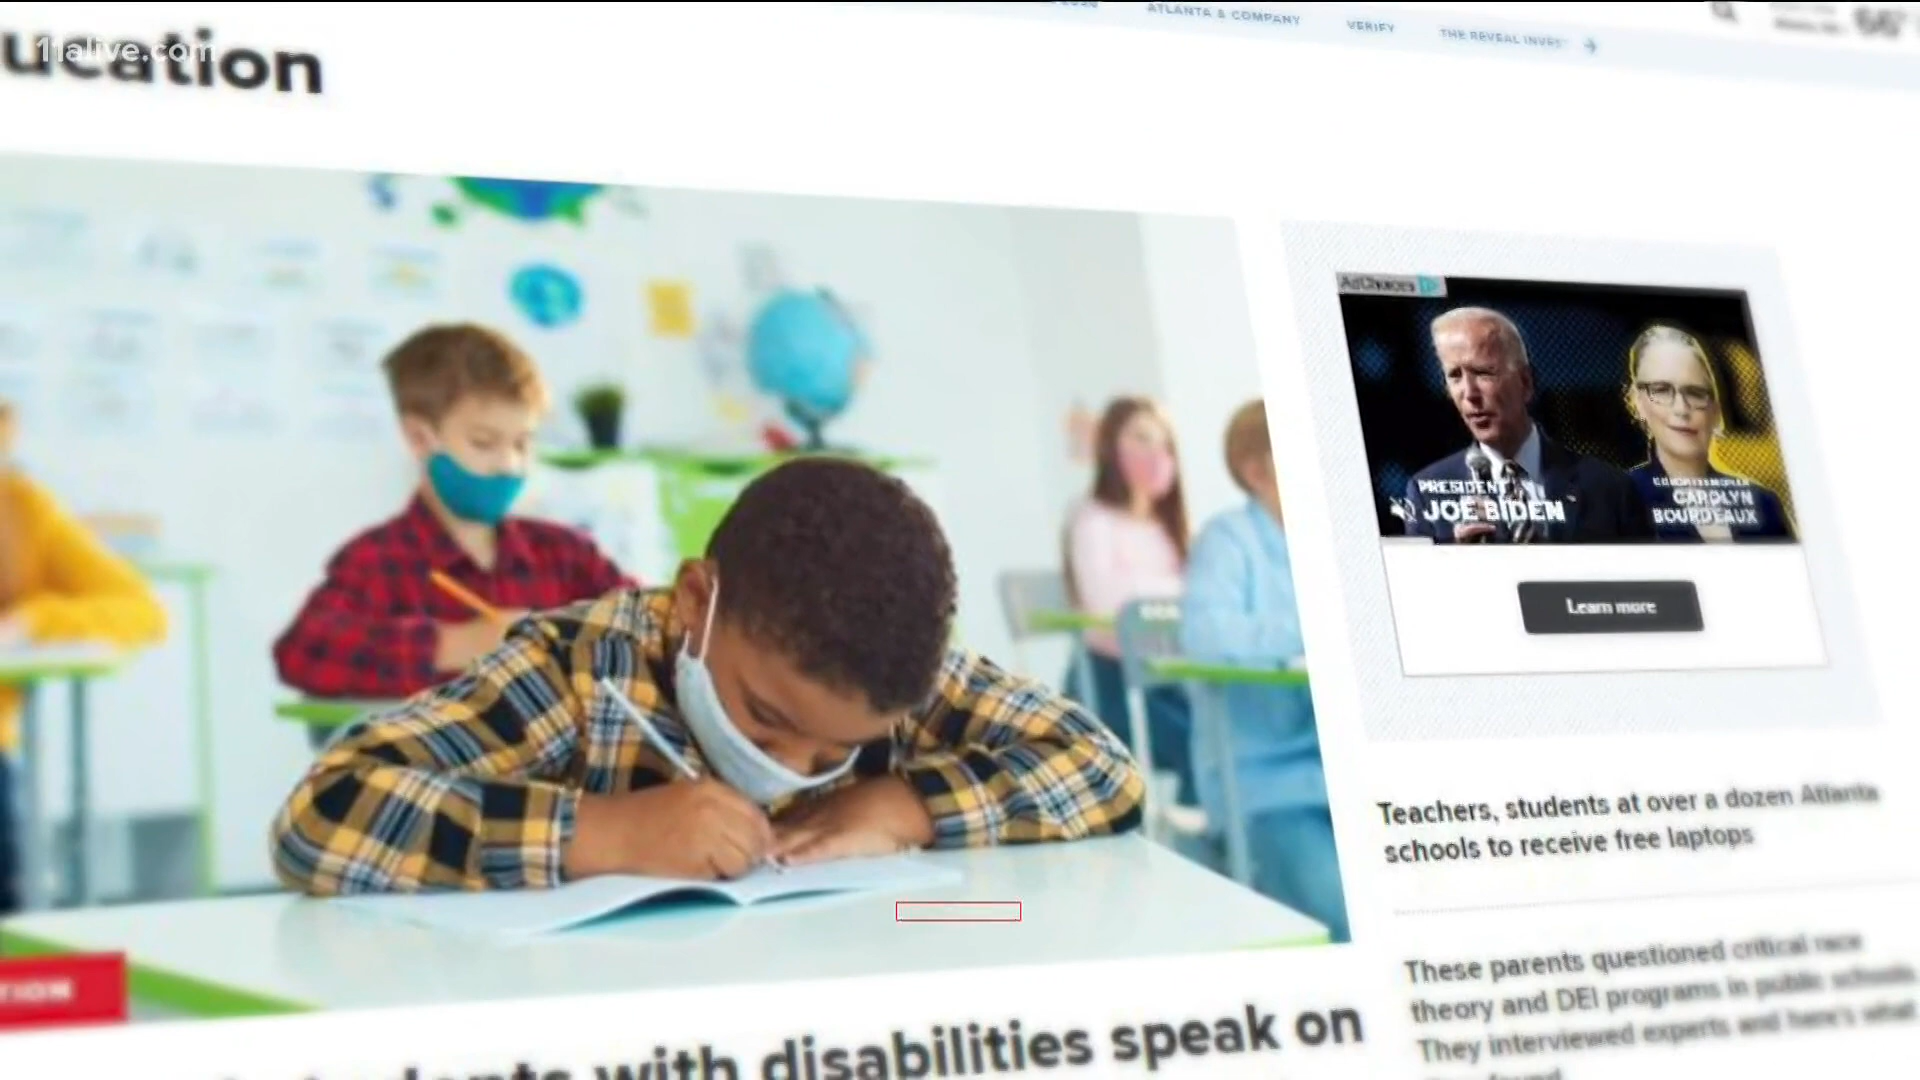 11alive.com
ATLANTA & COMPANY
VERIFY
THE REVEAL
ucation
66°
AdChoices
PRESIDENT
JOE BIDEN
CAROLYN
BOURDEAUX
Learn more
Teachers, students at over a dozen Atlanta
schools to receive free laptops
These parents questioned critical race
theory and DEI programs in public schools.
They interviewed experts and here's what
with disabilities speak on